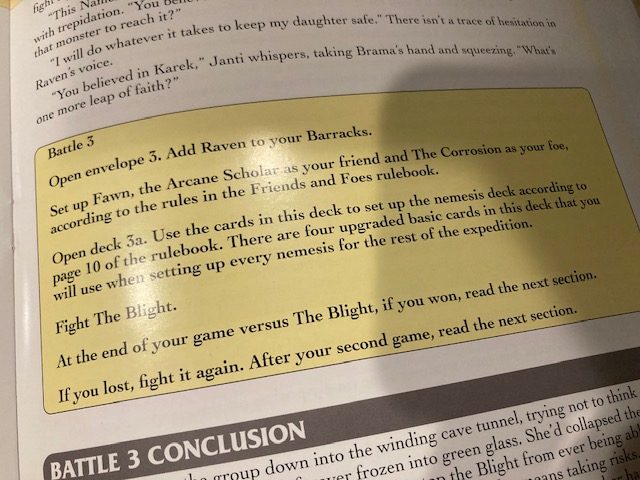 "This Name
with trepidation. "You
that monster to reach it?"
"I will do whatever it takes to keep my daughter safe." There isn't a trace of hesitation in
Raven's voice.
"You believed in Karek," Janti whispers, taking Brama's hand and squeezing. "What's
one more leap of faith?"
Battle 3
Open envelope 3. Add Raven to your Barracks.
Set up Fawn, the Arcane Scholar as your friend and The Corrosion as your foe,
according to the rules in the Friends and Foes rulebook.
Open deck 3a. Use the cards in this deck to set up the nemesis deck according to
page 10 of the rulebook. There are four upgraded basic cards in this deck that you
will use when setting up every nemesis for the rest of the expedition.
Fight The Blight.
At the end of your game versus The Blight, if you won, read the next section.
If you lost, fight it again. After your second game, read the next section.
BATTLE 3 CONCLUSION
group down into the winding cave tunnel, trying not to think
frozen into green glass. She'd collapsed the
the Blight from ever being
means taking risks.